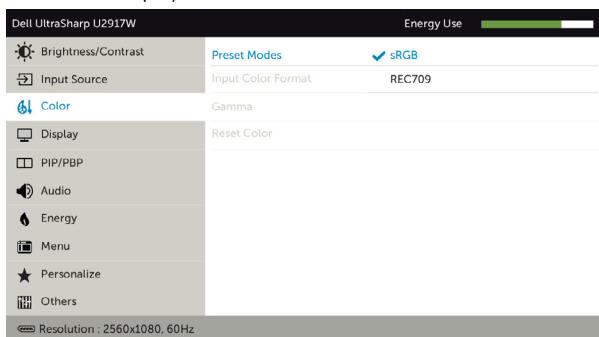 Dell UltraSharp U2917W
Energy Use
Brightness/Contrast
Input Source
Color
Display
PIP/PBP
Audio
Energy
Menu
Personalize
Others
Preset Modes
sRGB
Input Color Format
REC709
Gamma
Reset Color
Resolution : 2560x1080, 60Hz